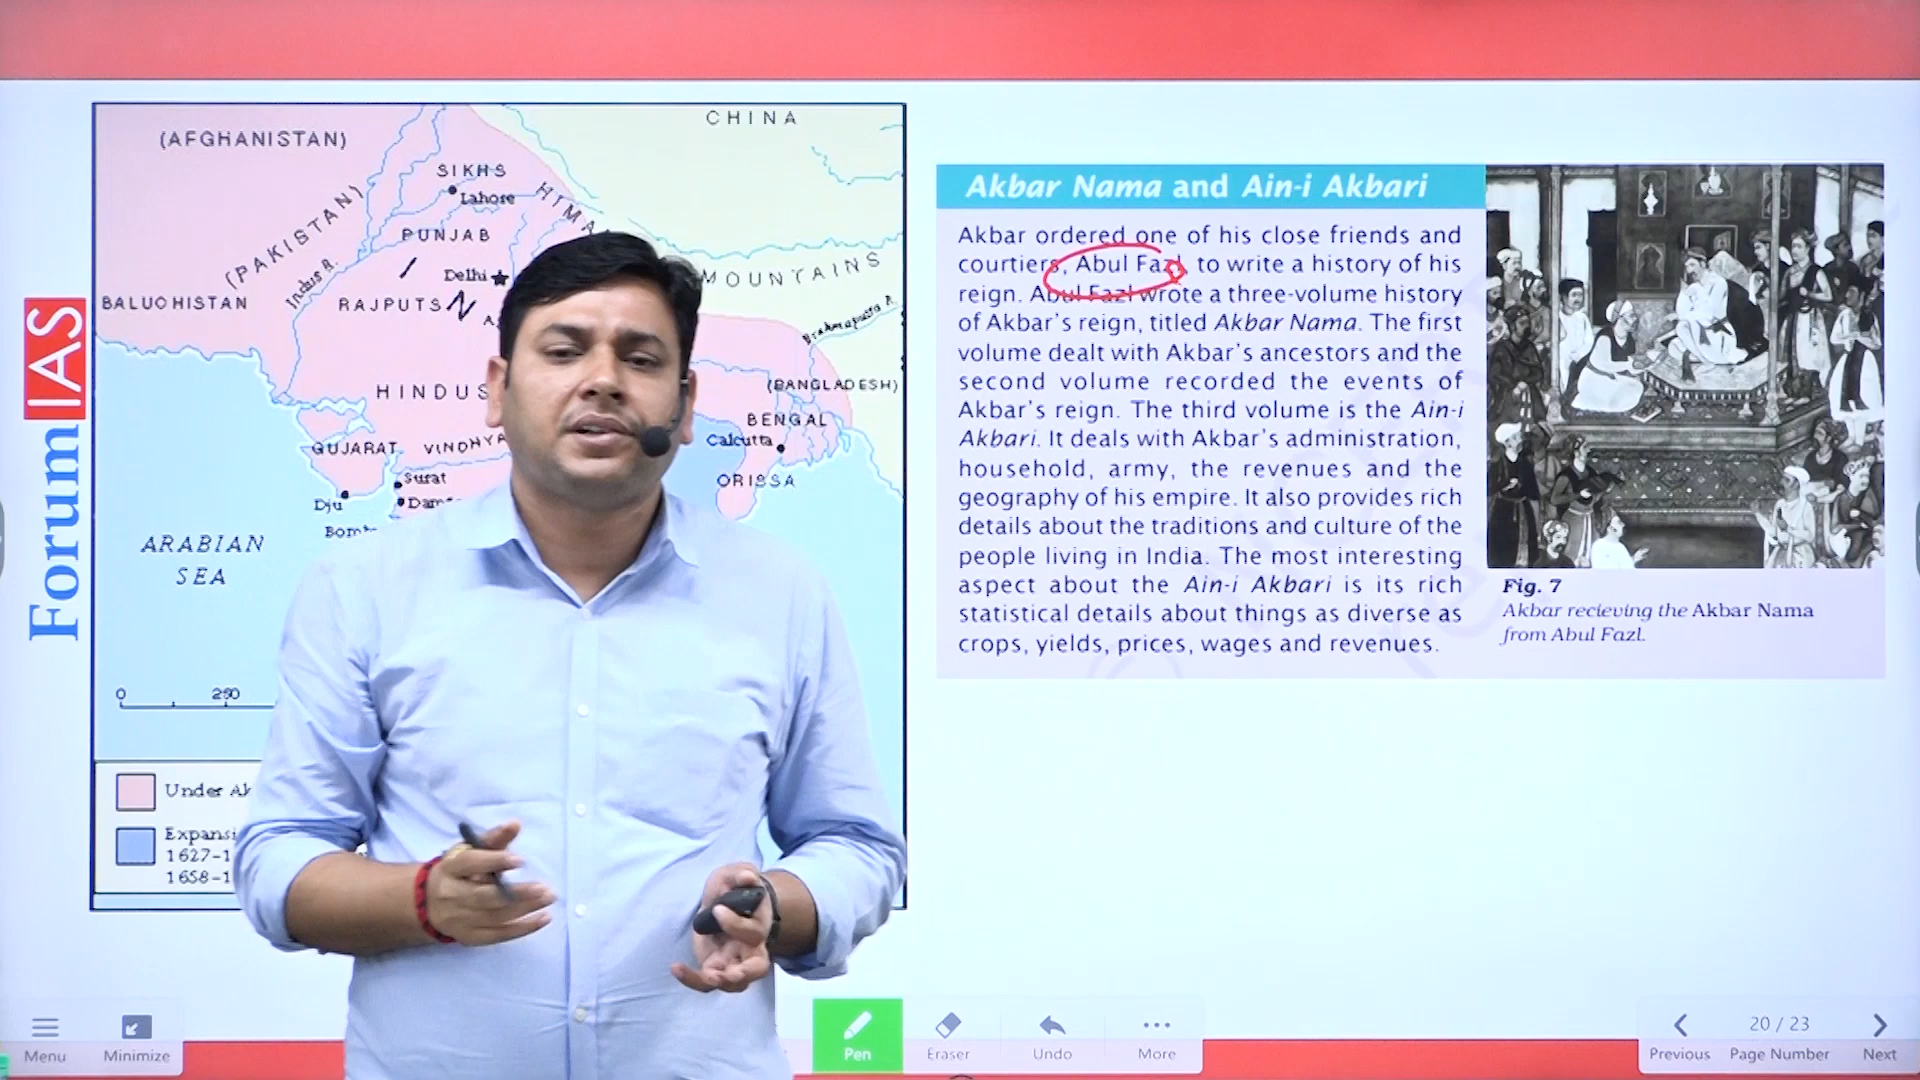 Forum IAS
CHINA
(AFGHANISTAN)
SIKHS
Lahore
(PAKISTAN)
PUNJAB
Indus R.
Delhi
MOUNTAINS
BALUCHISTAN
RAJPUTS
Brahmaputra R.
HINDUS
(BANGLADESH)
BENGAL
GUJARAT
Calcutta
Surat
ORISSA
Diu
ARABIAN
SEA
0
Under
1627-1
1658-1
Akbar Nama and Ain-i Akbari
Akbar ordered one of his close friends and
courtiers, Abul Fazl, to write a history of his
reign. Abul Fazl wrote a three-volume history
of Akbar's reign, titled Akbar Nama. The first
volume dealt with Akbar's ancestors and the
second volume recorded the events of
Akbar's reign. The third volume is the Ain-i
Akbari. It deals with Akbar's administration,
household, army, the revenues and the
geography of his empire. It also provides rich
details about the traditions and culture of the
people living in India. The most interesting
aspect about the Ain-i Akbari is its rich
statistical details about things as diverse as
crops, yields, prices, wages and revenues.
Fig. 7
Akbar recieving the Akbar Nama
from Abul Fazl.
Menu
Minimize
Pen
Eraser
Undo
More
20 / 23
Previous
Page Number
Next